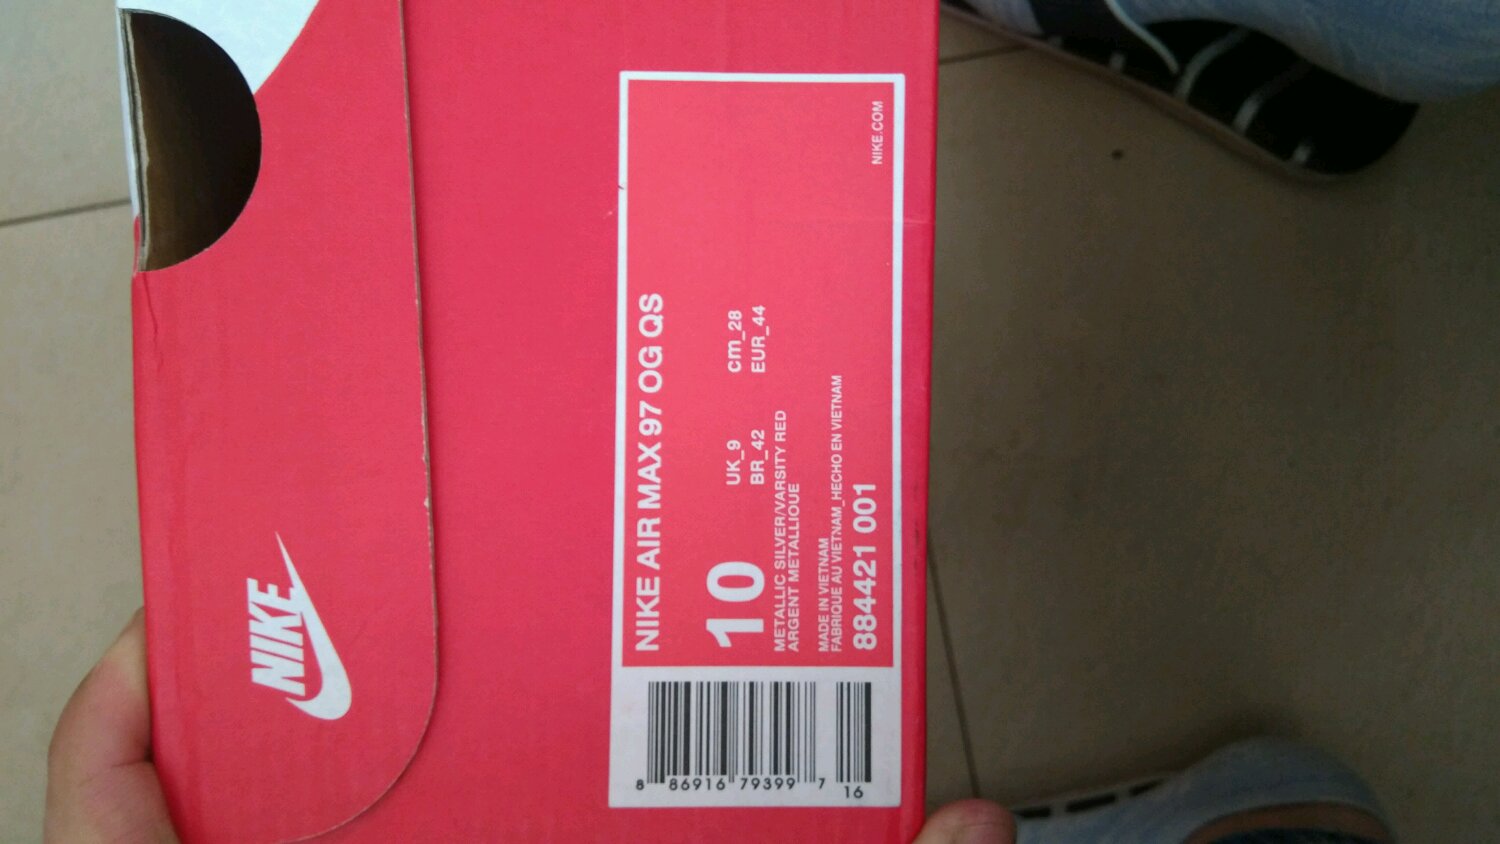 NIKE
NIKE AIR MAX 97 OG QS
10
UK_9 cm_28
BR_42 EUR_44
METALLIC SILVER/VARSITY RED
ARGENT METALLIQUE
MADE IN VIETNAM
FABRIQUE AU VIETNAM_HECHO EN VIETNAM
884421 001
NIKE.COM
8 86916 79399 7
16